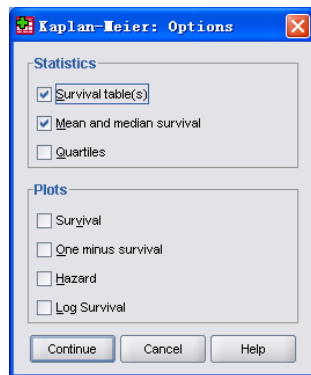 Kaplan-Meier: Options
Statistics
Survival table(s)
Mean and median survival
Quartiles
Plots
Survival
One minus survival
Hazard
Log Survival
Continue Cancel Help